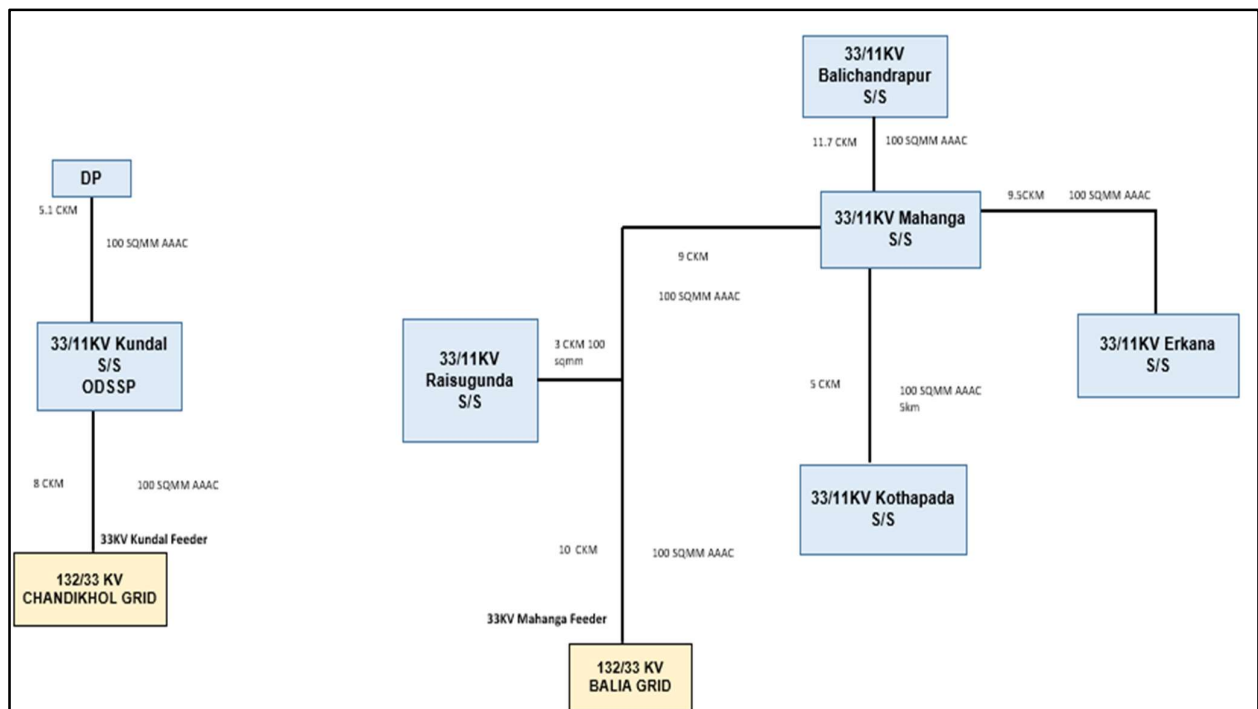 33/11KV
Balichandrapur
S/S
11.7 CKM
100 SQMM AAAC
DP
5.1 CKM
100 SQMM AAAC
9.5CKM
100 SQMM AAAC
33/11KV Mahanga
S/S
9 CKM
100 SQMM AAAC
33/11KV Kundal
S/S
ODSSP
33/11KV
Raisugunda
S/S
3 CKM 100
sqmm
33/11KV Erkana
S/S
5 CKM
100 SQMM AAAC
5km
8 CKM
100 SQMM AAAC
33/11KV Kothapada
S/S
33KV Kundal Feeder
10 CKM
100 SQMM AAAC
132/33 KV
CHANDIKHOL GRID
33KV Mahanga Feeder
132/33 KV
BALIA GRID